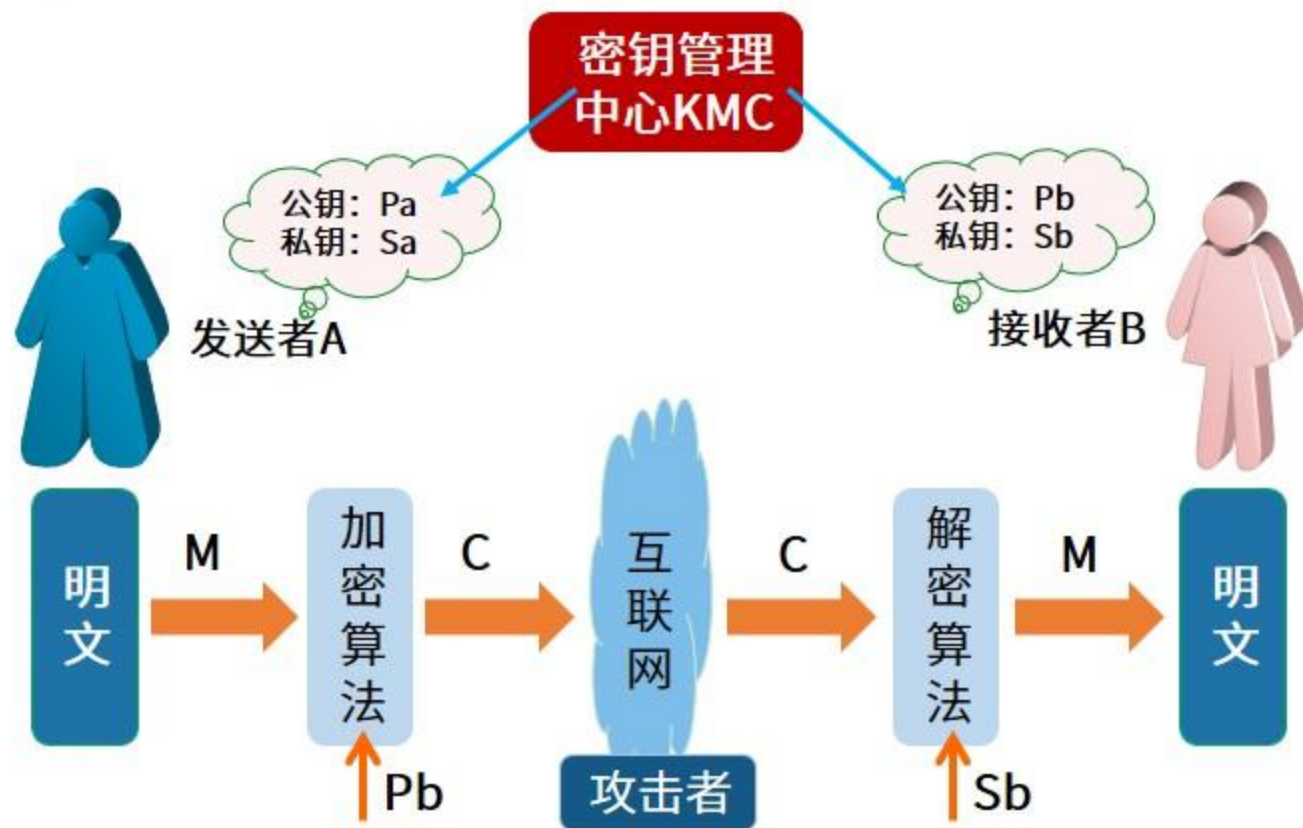 密钥管理
中心KMC
公钥：Pa
私钥：Sa
公钥：Pb
私钥：Sb
发送者A
接收者B
明文
M
加密算法
C
互联网
C
解密算法
M
明文
Pb
攻击者
Sb